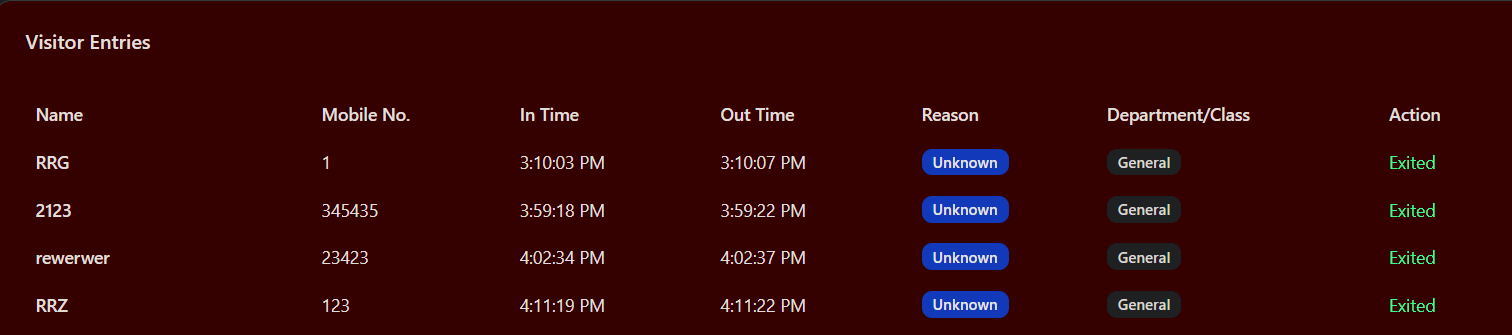 Visitor Entries
Name Mobile No. In Time Out Time Reason Department/Class Action
RRG 1 3:10:03 PM 3:10:07 PM Unknown General Exited
2123 345435 3:59:18 PM 3:59:22 PM Unknown General Exited
rewerwer 23423 4:02:34 PM 4:02:37 PM Unknown General Exited
RRZ 123 4:11:19 PM 4:11:22 PM Unknown General Exited